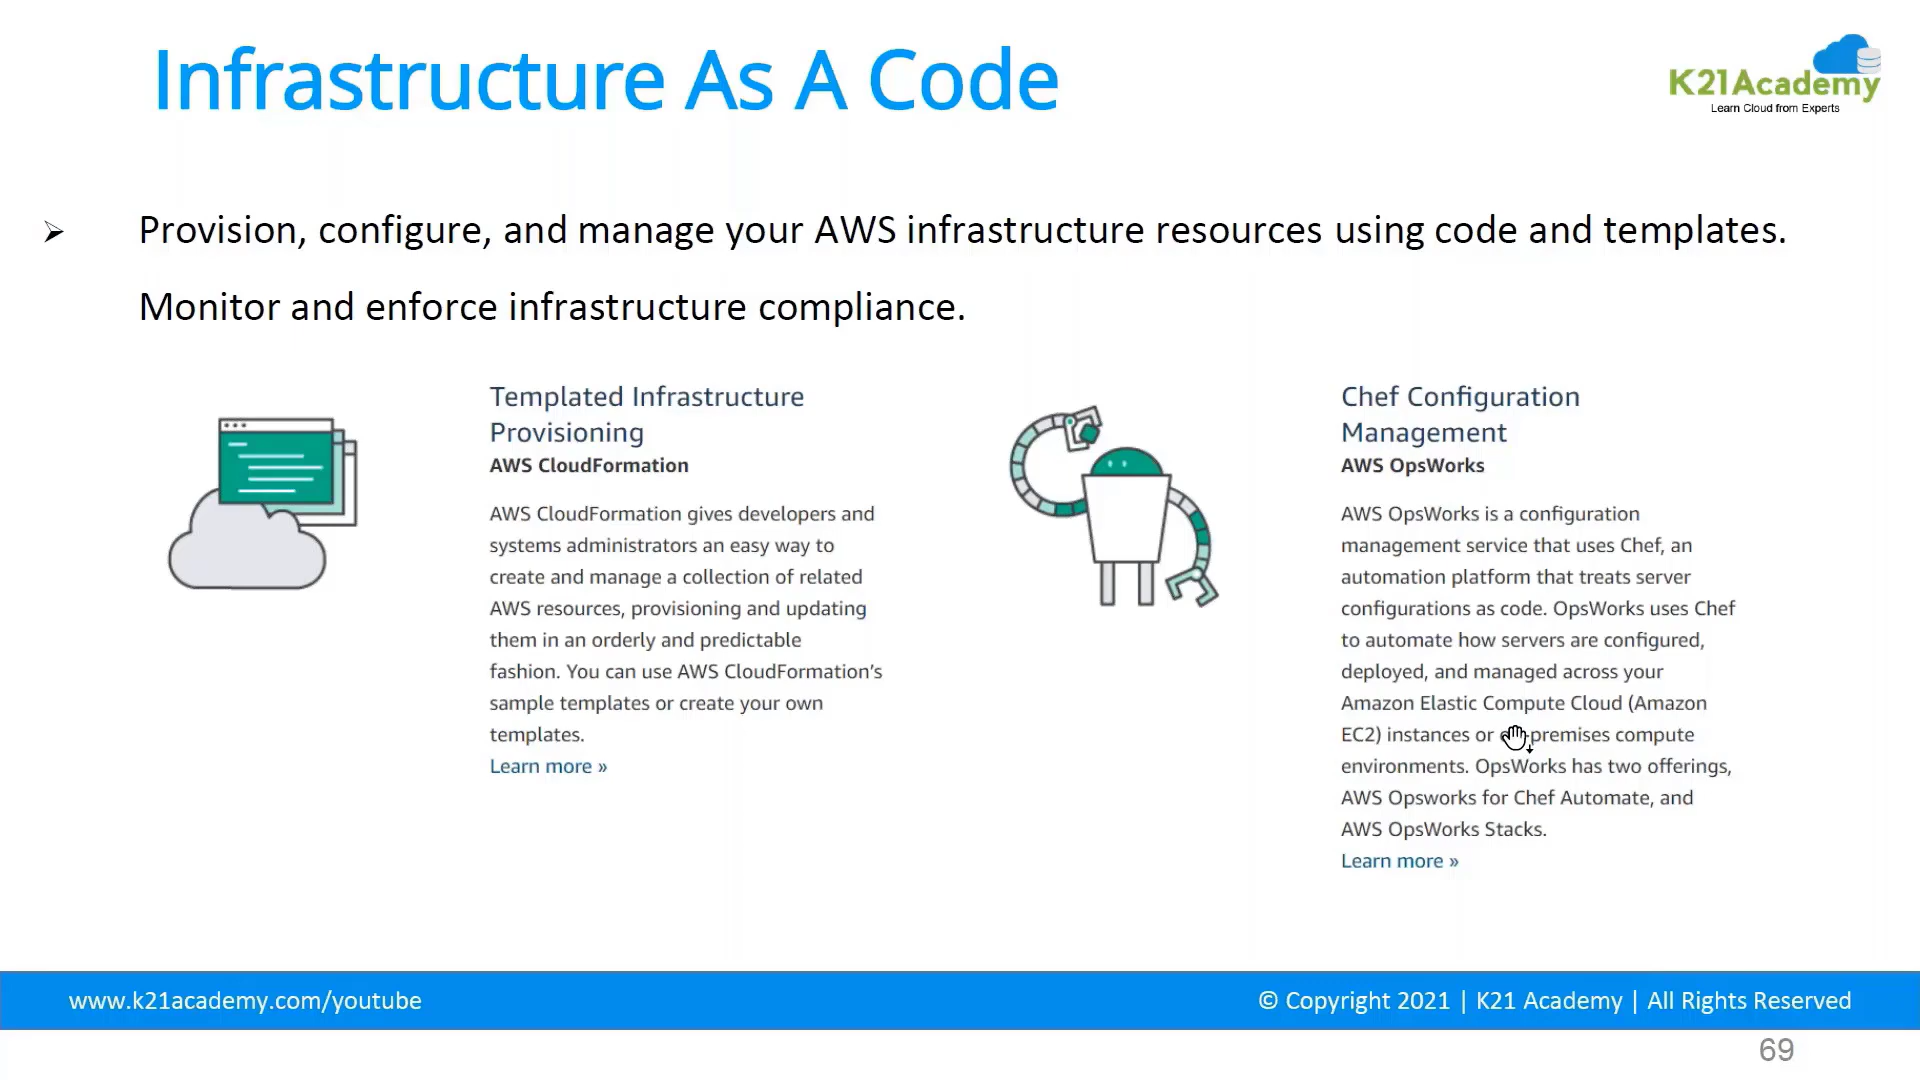 Infrastructure As A Code
K21Academy
Learn Cloud from Experts
Provision, configure, and manage your AWS infrastructure resources using code and templates.
Monitor and enforce infrastructure compliance.
Templated Infrastructure
Provisioning
AWS CloudFormation
AWS CloudFormation gives developers and
systems administrators an easy way to
create and manage a collection of related
AWS resources, provisioning and updating
them in an orderly and predictable
fashion. You can use AWS CloudFormation’s
sample templates or create your own
templates.
Learn more »
Chef Configuration
Management
AWS OpsWorks
AWS OpsWorks is a configuration
management service that uses Chef, an
automation platform that treats server
configurations as code. OpsWorks uses Chef
to automate how servers are configured,
deployed, and managed across your
Amazon Elastic Compute Cloud (Amazon
EC2) instances or on-premises compute
environments. OpsWorks has two offerings,
AWS Opsworks for Chef Automate, and
AWS OpsWorks Stacks.
Learn more »
www.k21academy.com/youtube
© Copyright 2021 | K21 Academy | All Rights Reserved
69